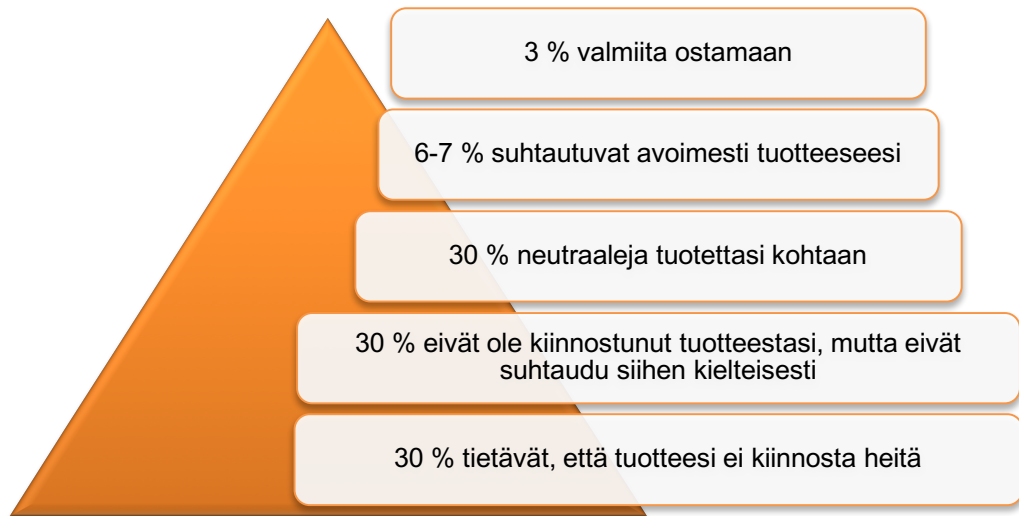 3 % valmiita ostamaan
6-7 % suhtautuvat avoimesti tuotteeseesi
30 % neutraaleja tuotettasi kohtaan
30 % eivät ole kiinnostunut tuotteestasi, mutta eivät
suhtaudu siihen kielteisesti
30 % tietävät, että tuotteesi ei kiinnosta heitä